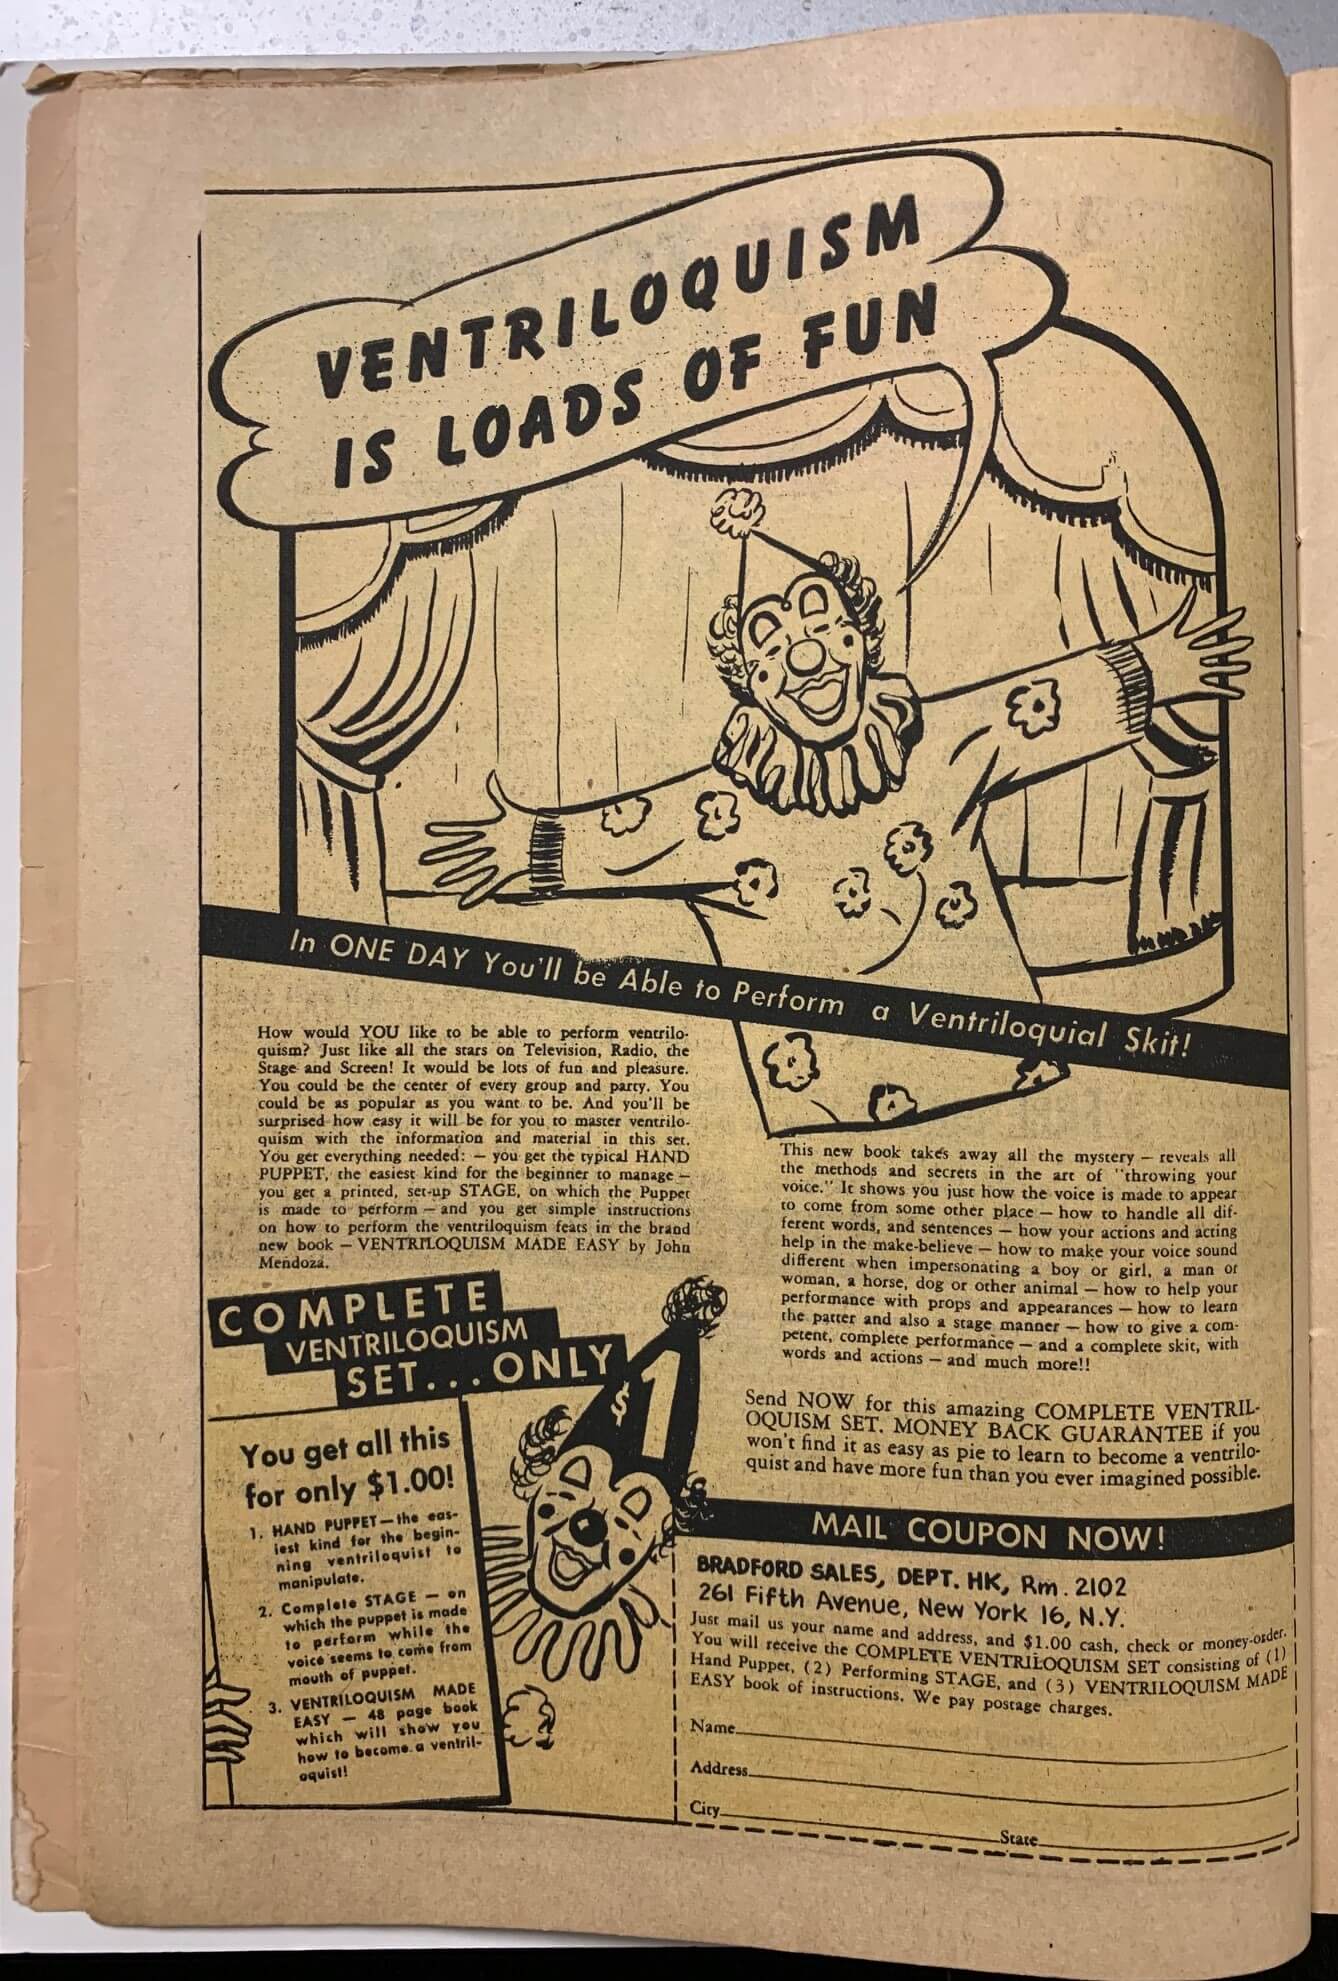 VENTRILOQUISM
IS LOADS OF FUN
In ONE DAY You'll be Able to Perform a Ventriloquial Skit!
How would YOU like to be able to perform ventrilo-
quism? Just like all the stars on Television, Radio, the
Stage and Screen! It would be lots of fun and pleasure.
You could be the center of every group and party. You
could be as popular as you want to be. And you'll be
surprised how easy it will be for you to master ventrilo-
quism with the information and material in this set.
You get everything needed: — you get the typical HAND
PUPPET, the easiest kind for the beginner to manage —
you get a printed, set-up STAGE, on which the Puppet
is made to perform — and you get simple instructions
on how to perform the ventriloquism feats in the brand
new book — VENTRILOQUISM MADE EASY by John
Mendoza.
This new book takes away all the mystery — reveals all
the methods and secrets in the art of "throwing your
voice." It shows you just how the voice is made to appear
to come from some other place — how to handle all dif-
ferent words, and sentences — how your actions and acting
help in the make-believe — how to make your voice sound
different when impersonating a boy or girl, a man or
woman, a horse, dog or other animal — how to help your
performance with props and appearances — how to learn
the patter and also a stage manner — how to give a com-
petent, complete performance — and a complete skit, with
words and actions — and much more!!
Send NOW for this amazing COMPLETE VENTRIL-
OQUISM SET. MONEY BACK GUARANTEE if you
won't find it as easy as pie to learn to become a ventrilo-
quist and have more fun than you ever imagined possible.
COMPLETE
VENTRILOQUISM
SET...ONLY
$1
You get all this
for only $1.00!
1. HAND PUPPET—the eas-
iest kind for the begin-
ning ventriloquist to
manipulate.
2. Complete STAGE — on
which the puppet is made
to perform while the
voice seems to come from
mouth of puppet.
3. VENTRILOQUISM MADE
EASY — 48 page book
which will show you
how to become a ventril-
oquist!
MAIL COUPON NOW!
BRADFORD SALES, DEPT. HK, Rm. 2102
261 Fifth Avenue, New York 16, N.Y.
Just mail us your name and address, and $1.00 cash, check or money-order.
You will receive the COMPLETE VENTRILOQUISM SET consisting of (1)
Hand Puppet, (2) Performing STAGE, and (3) VENTRILOQUISM MADE
EASY book of instructions. We pay postage charges.
Name
Address
City State